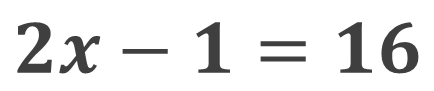 2x − 1 = 16